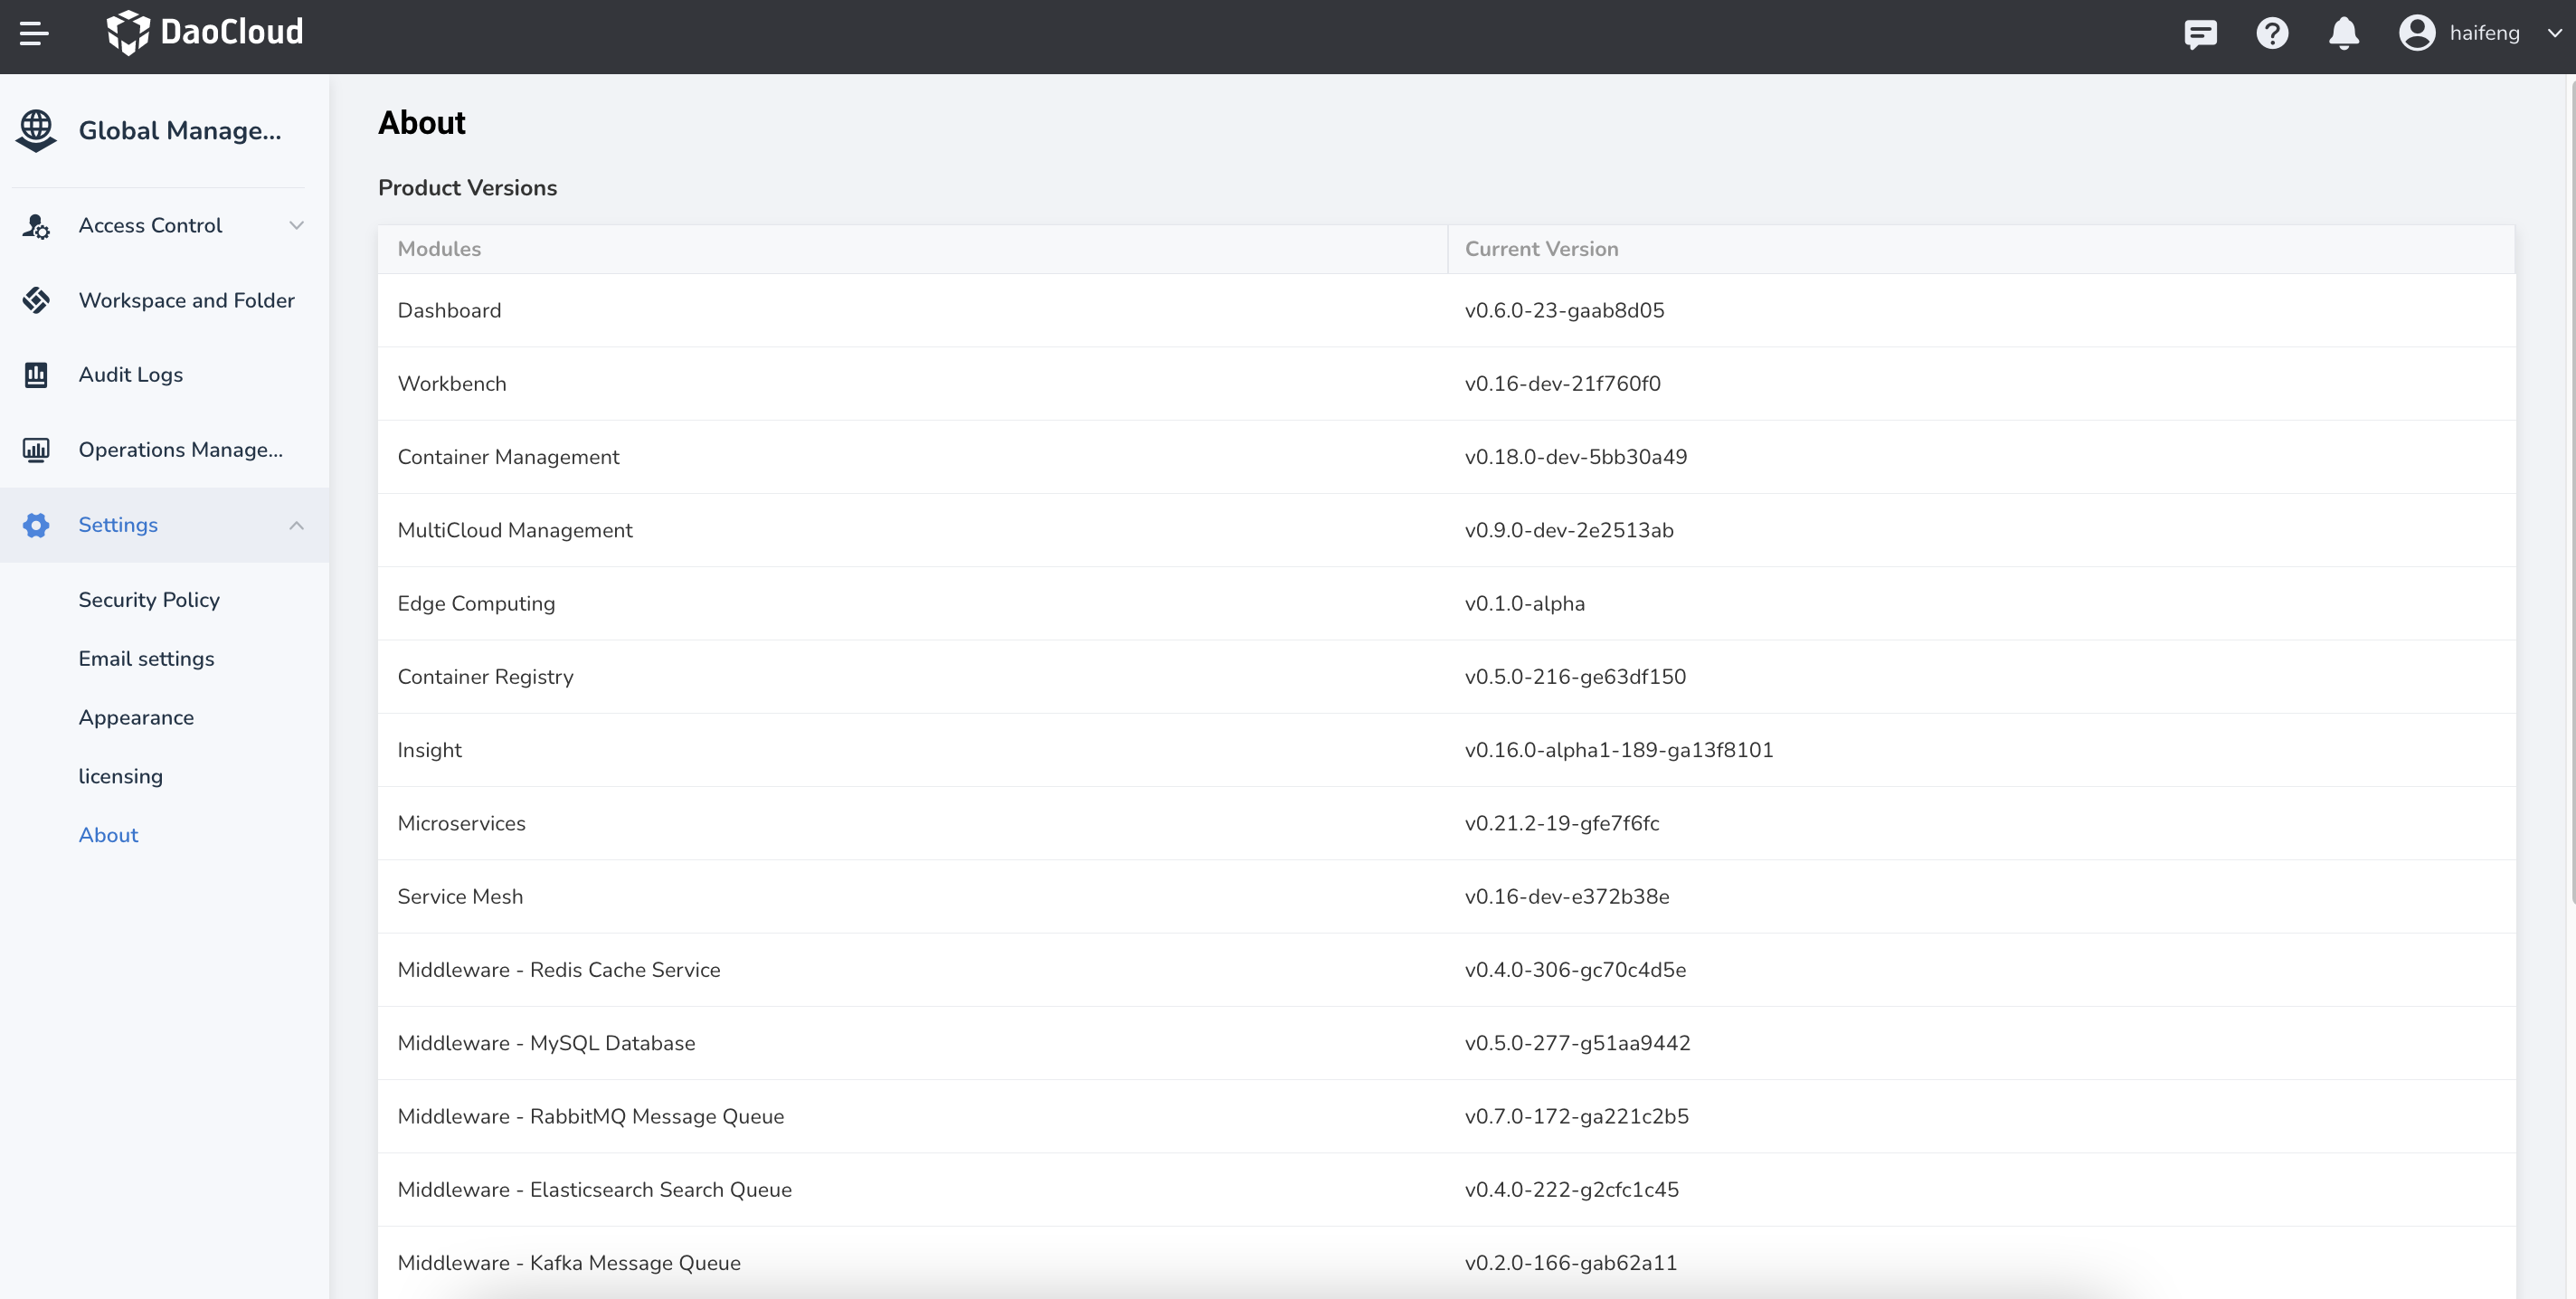 DaoCloud
haifeng
Global Manage...
Access Control
Workspace and Folder
Audit Logs
Operations Manage...
Settings
Security Policy
Email settings
Appearance
licensing
About
About
Product Versions
Modules Current Version
Dashboard v0.6.0-23-gaab8d05
Workbench v0.16-dev-21f760f0
Container Management v0.18.0-dev-5bb30a49
MultiCloud Management v0.9.0-dev-2e2513ab
Edge Computing v0.1.0-alpha
Container Registry v0.5.0-216-ge63df150
Insight v0.16.0-alpha1-189-ga13f8101
Microservices v0.21.2-19-gfe7f6fc
Service Mesh v0.16-dev-e372b38e
Middleware - Redis Cache Service v0.4.0-306-gc70c4d5e
Middleware - MySQL Database v0.5.0-277-g51aa9442
Middleware - RabbitMQ Message Queue v0.7.0-172-ga221c2b5
Middleware - Elasticsearch Search Queue v0.4.0-222-g2cfc1c45
Middleware - Kafka Message Queue v0.2.0-166-gab62a11